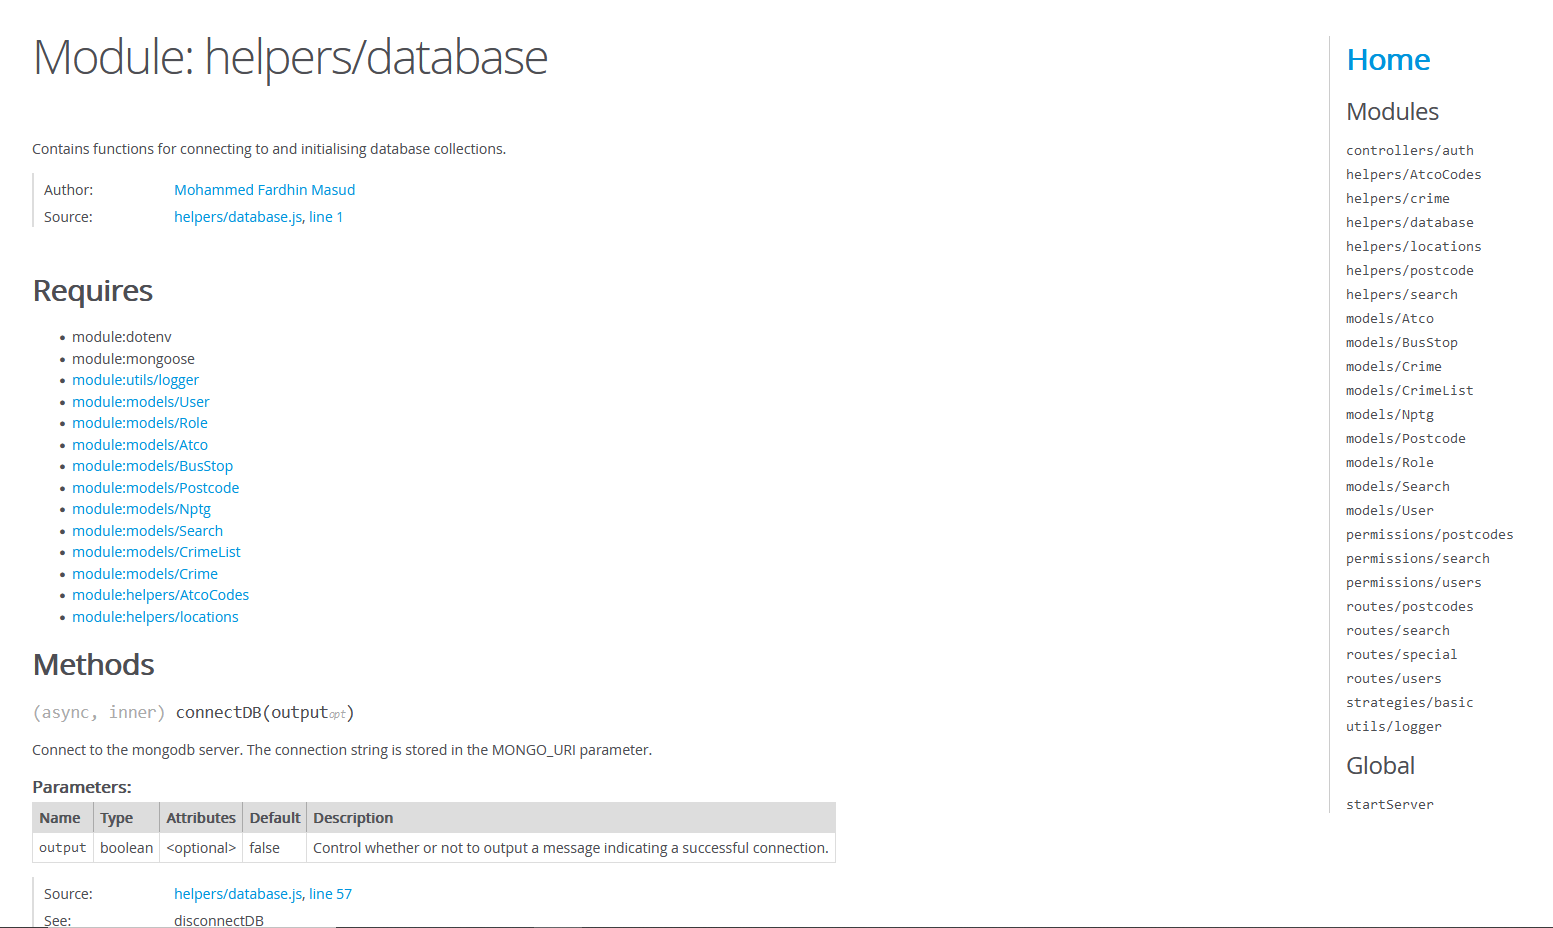 Module: helpers/database
Contains functions for connecting to and initialising database collections.
Author: Mohammed Fardhin Masud
Source: helpers/database.js, line 1
Requires
• module:dotenv
• module:mongoose
• module:utils/logger
• module:models/User
• module:models/Role
• module:models/Atco
• module:models/BusStop
• module:models/Postcode
• module:models/Nptg
• module:models/Search
• module:models/CrimeList
• module:models/Crime
• module:helpers/AtcoCodes
• module:helpers/locations
Methods
(async, inner) connectDB(outputopt)
Connect to the mongodb server. The connection string is stored in the MONGO_URI parameter.
Parameters:
Name Type Attributes Default Description
output boolean <optional> false Control whether or not to output a message indicating a successful connection.
Source: helpers/database.js, line 57
See: disconnectDB
Home
Modules
controllers/auth
helpers/AtcoCodes
helpers/crime
helpers/database
helpers/locations
helpers/postcode
helpers/search
models/Atco
models/BusStop
models/Crime
models/CrimeList
models/Nptg
models/Postcode
models/Role
models/Search
models/User
permissions/postcodes
permissions/search
permissions/users
routes/postcodes
routes/search
routes/special
routes/users
strategies/basic
utils/logger
Global
startServer